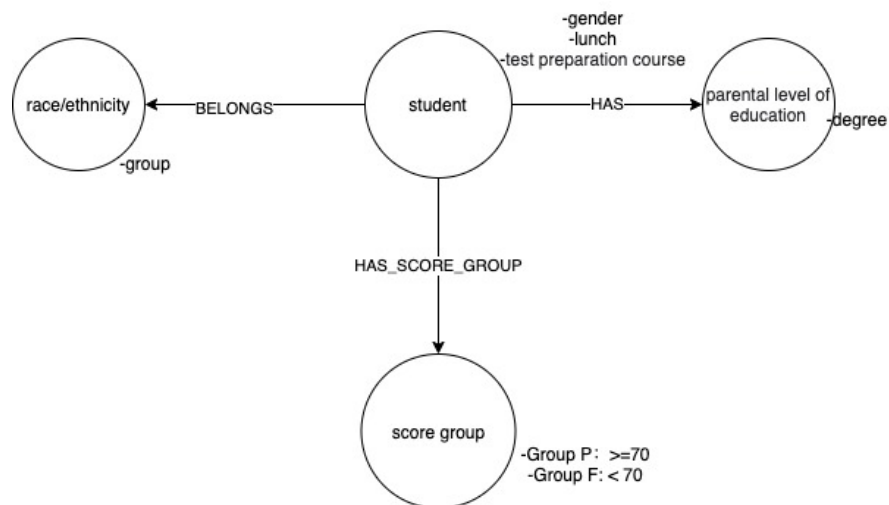 -gender
-lunch
-test preparation course
race/ethnicity
BELONGS
student
HAS
parental level of
education
-degree
-group
HAS_SCORE_GROUP
score group
-Group P: >=70
-Group F: < 70